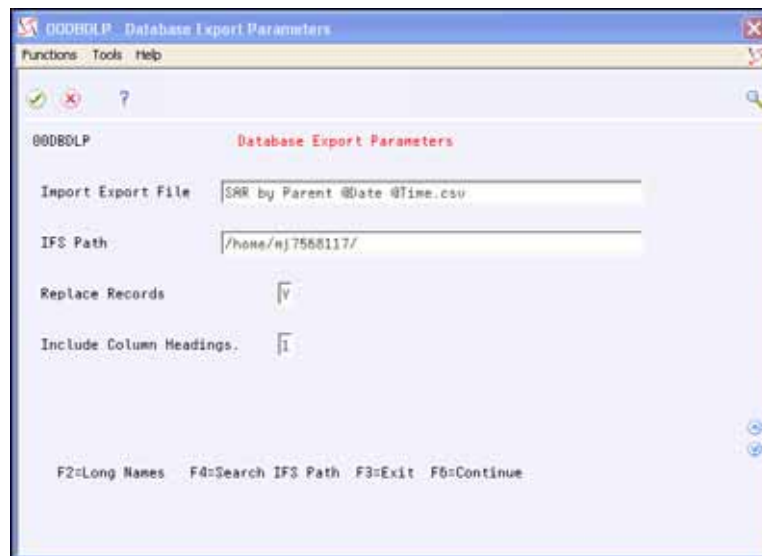 00DBDLP Database Export Parameters
Functions Tools Help
?
00DBDLP Database Export Parameters
Import Export File SAR by Parent @Date @Time.csv
IFS Path /home/mj7568117/
Replace Records Y
Include Column Headings. 1
F2=Long Names F4=Search IFS Path F3=Exit F6=Continue